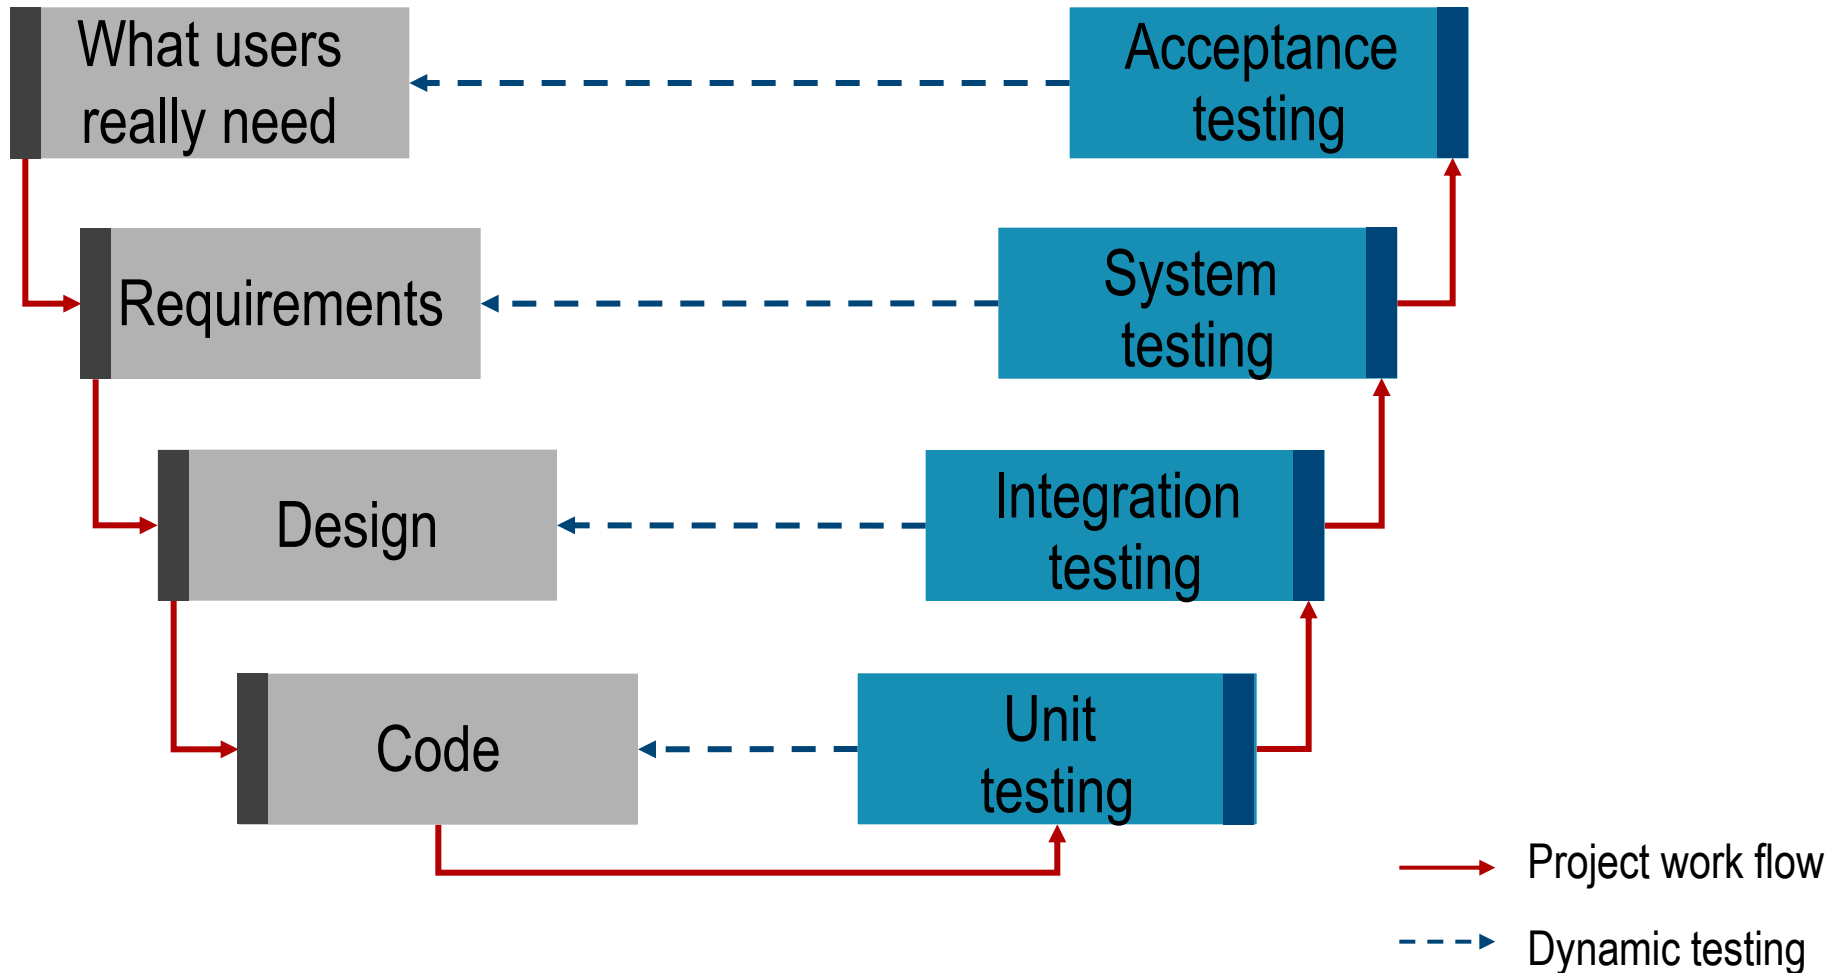 What users
really need
Acceptance
testing
Requirements
System
testing
Design
Integration
testing
Code
Unit
testing
Project work flow
Dynamic testing